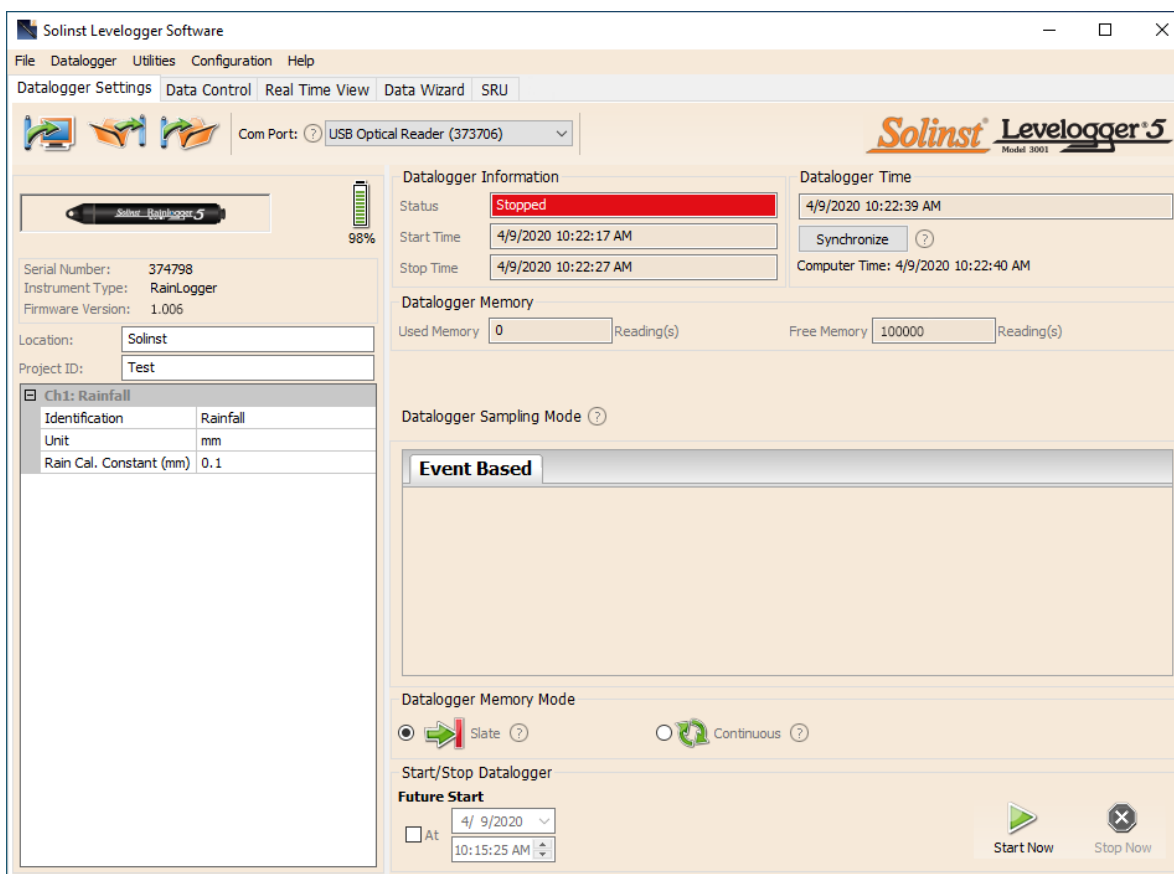 Solinst Levelogger Software
File Datalogger Utilities Configuration Help
Datalogger Settings Data Control Real Time View Data Wizard SRU
Com Port: ? USB Optical Reader (373706)
Solinst® Levelogger® 5
Model 3001
Solinst Rainlogger 5
98%
Serial Number: 374798
Instrument Type: RainLogger
Firmware Version: 1.006
Location: Solinst
Project ID: Test
Ch1: Rainfall
Identification Rainfall
Unit mm
Rain Cal. Constant (mm) 0.1
Datalogger Information
Status Stopped
Start Time 4/9/2020 10:22:17 AM
Stop Time 4/9/2020 10:22:27 AM
Datalogger Time
4/9/2020 10:22:39 AM
Synchronize ?
Computer Time: 4/9/2020 10:22:40 AM
Datalogger Memory
Used Memory 0 Reading(s) Free Memory 100000 Reading(s)
Datalogger Sampling Mode ?
Event Based
Datalogger Memory Mode
Slate ? Continuous ?
Start/Stop Datalogger
Future Start
At 4/ 9/2020
10:15:25 AM
Start Now Stop Now